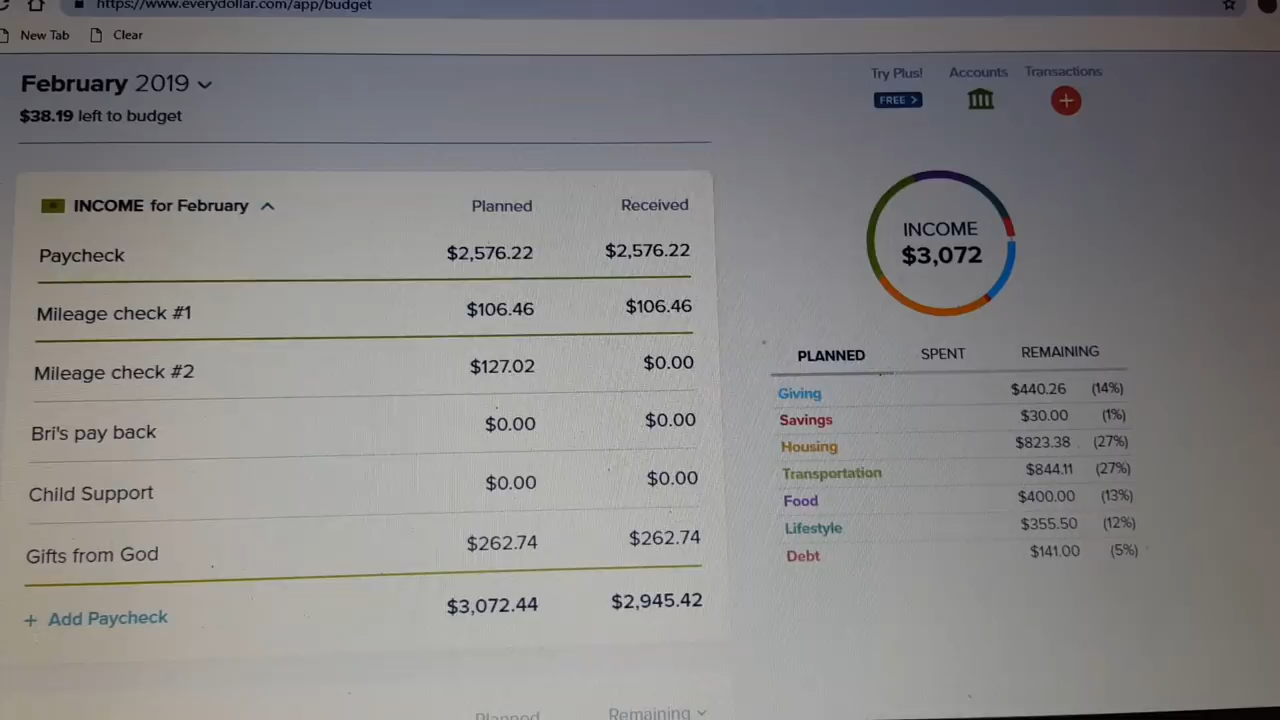 https://www.everydollar.com/app/budget
New Tab Clear
February 2019
$38.19 left to budget
Try Plus! Accounts Transactions
FREE >
INCOME for February Planned Received
Paycheck $2,576.22 $2,576.22
Mileage check #1 $106.46 $106.46
Mileage check #2 $127.02 $0.00
Bri's pay back $0.00 $0.00
Child Support $0.00 $0.00
Gifts from God $262.74 $262.74
+ Add Paycheck $3,072.44 $2,945.42
Planned Remaining
INCOME
$3,072
PLANNED SPENT REMAINING
Giving $440.26 (14%)
Savings $30.00 (1%)
Housing $823.38 (27%)
Transportation $844.11 (27%)
Food $400.00 (13%)
Lifestyle $355.50 (12%)
Debt $141.00 (5%)